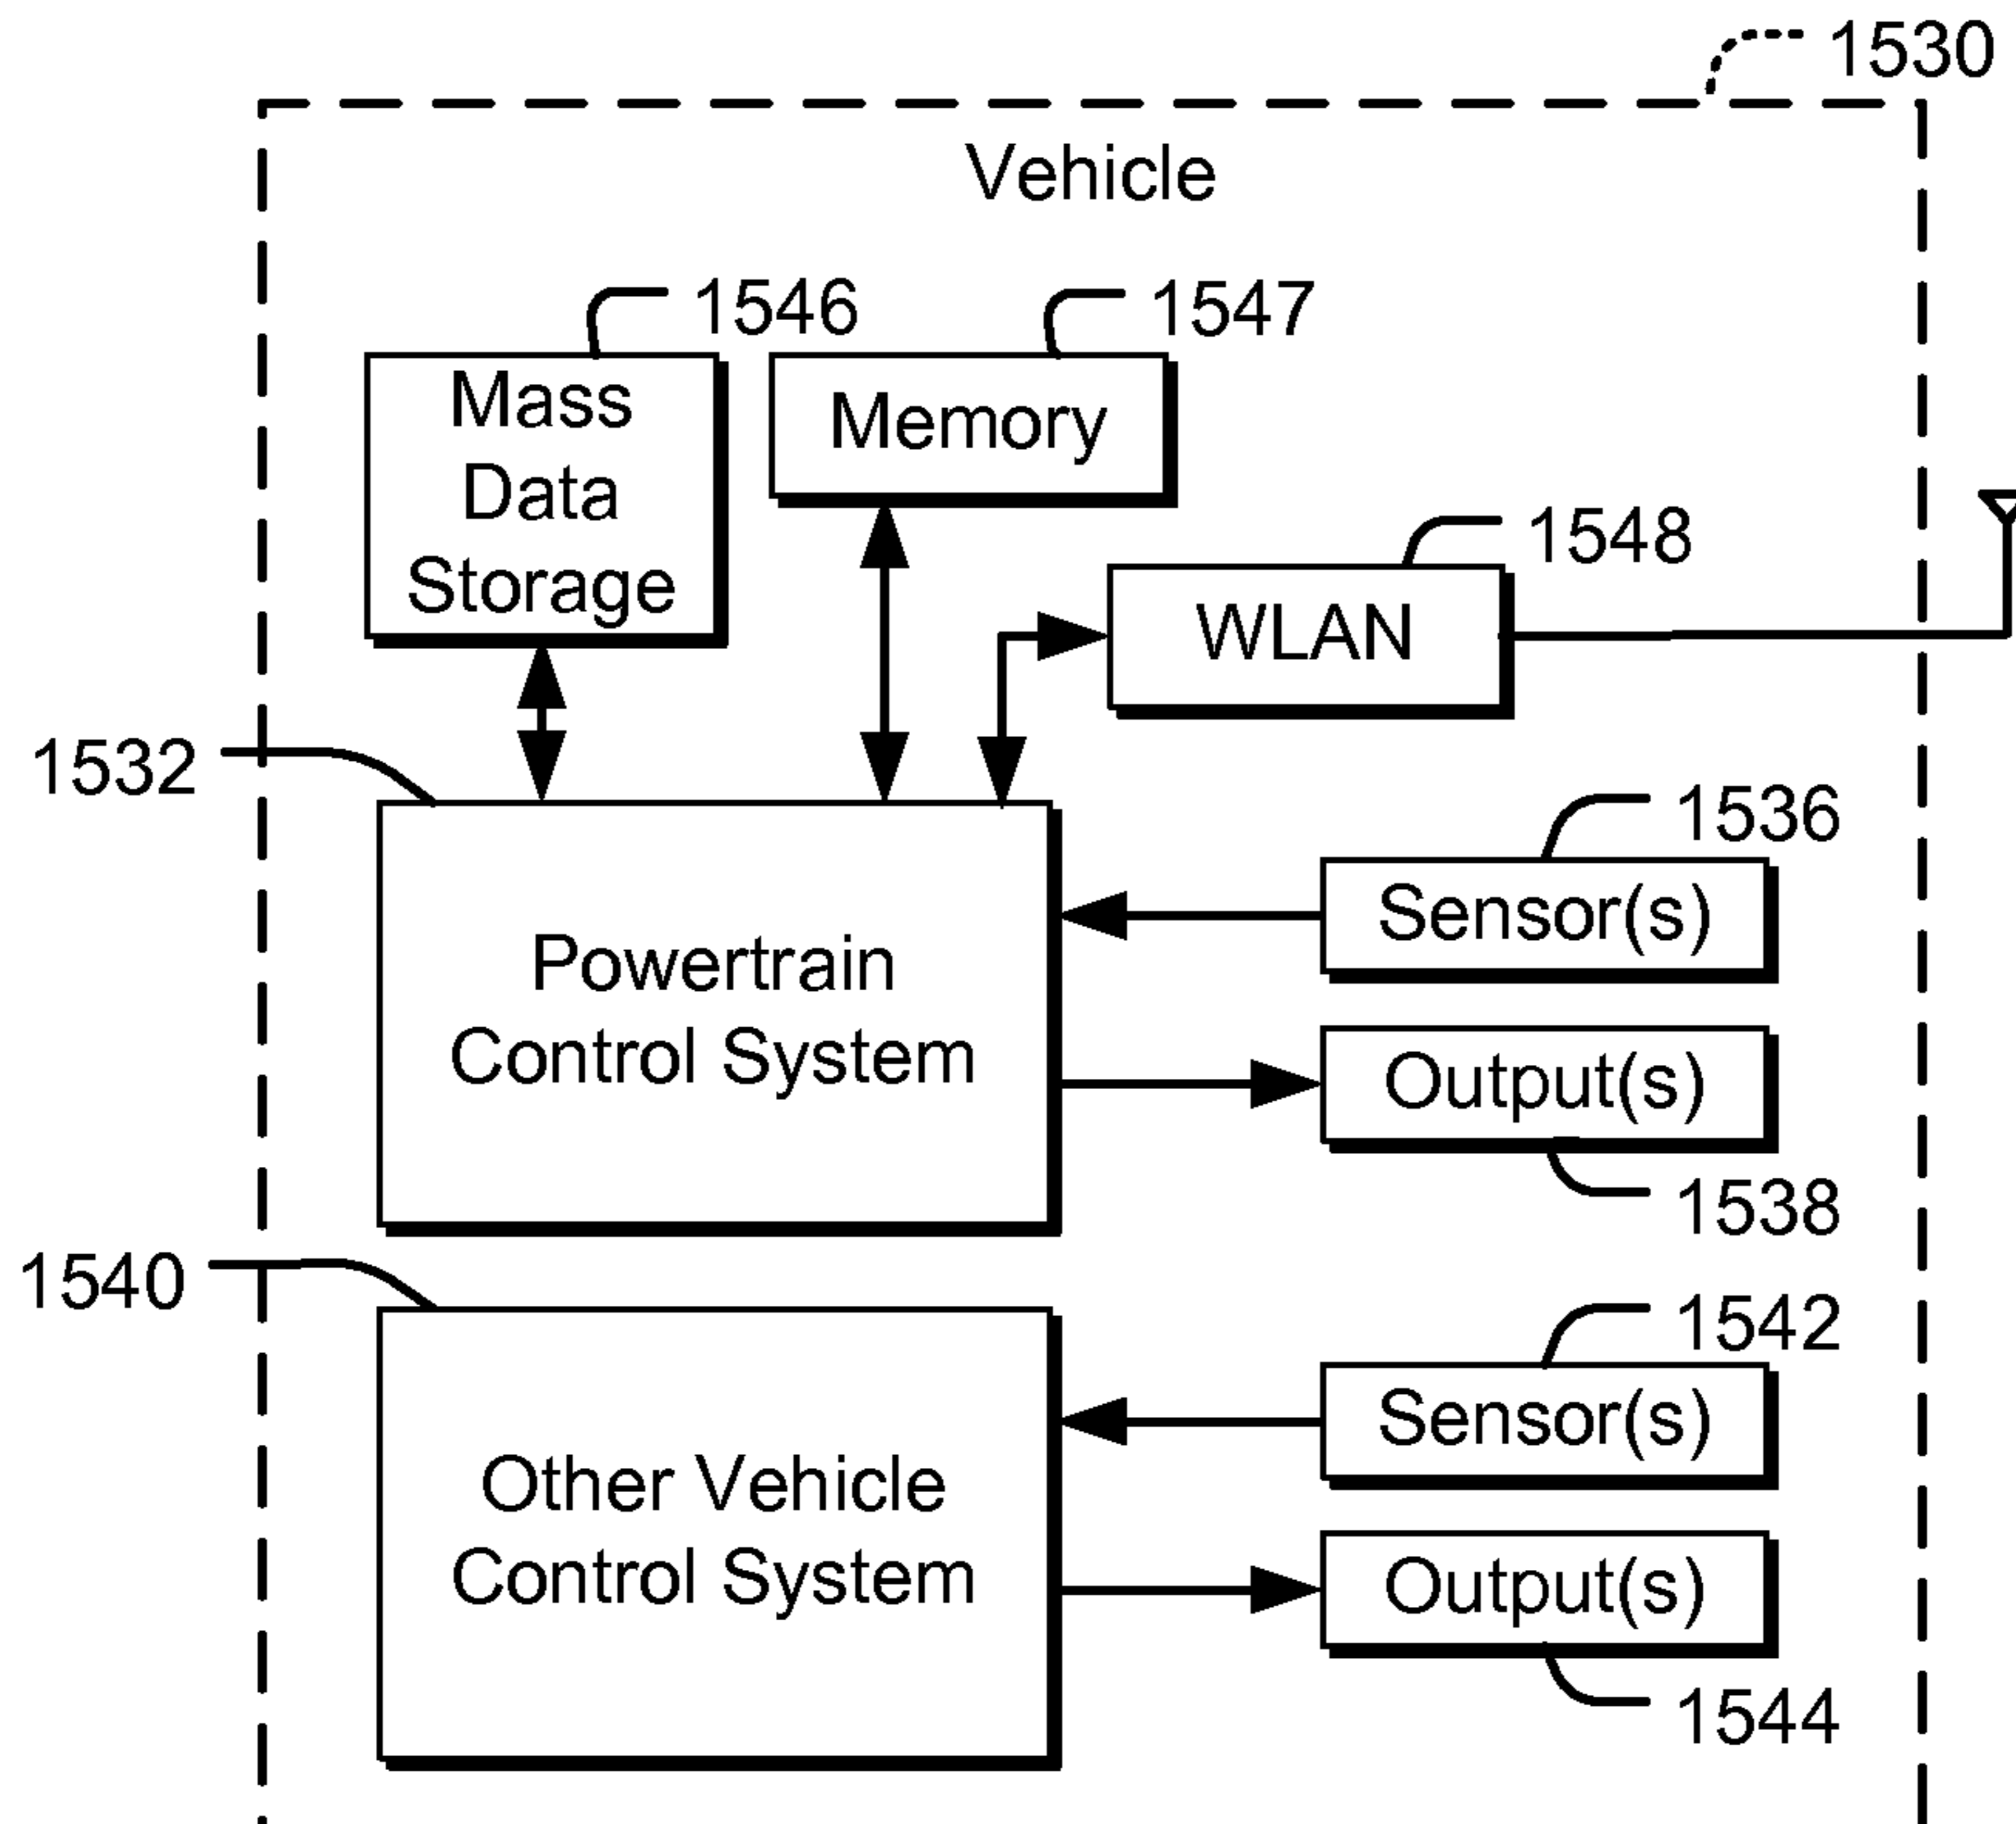 1530
Vehicle
1546
1547
Mass
Data
Storage
Memory
1548
WLAN
1532
1536
Sensor(s)
Powertrain
Control System
Output(s)
1538
1540
1542
Sensor(s)
Other Vehicle
Control System
Output(s)
1544